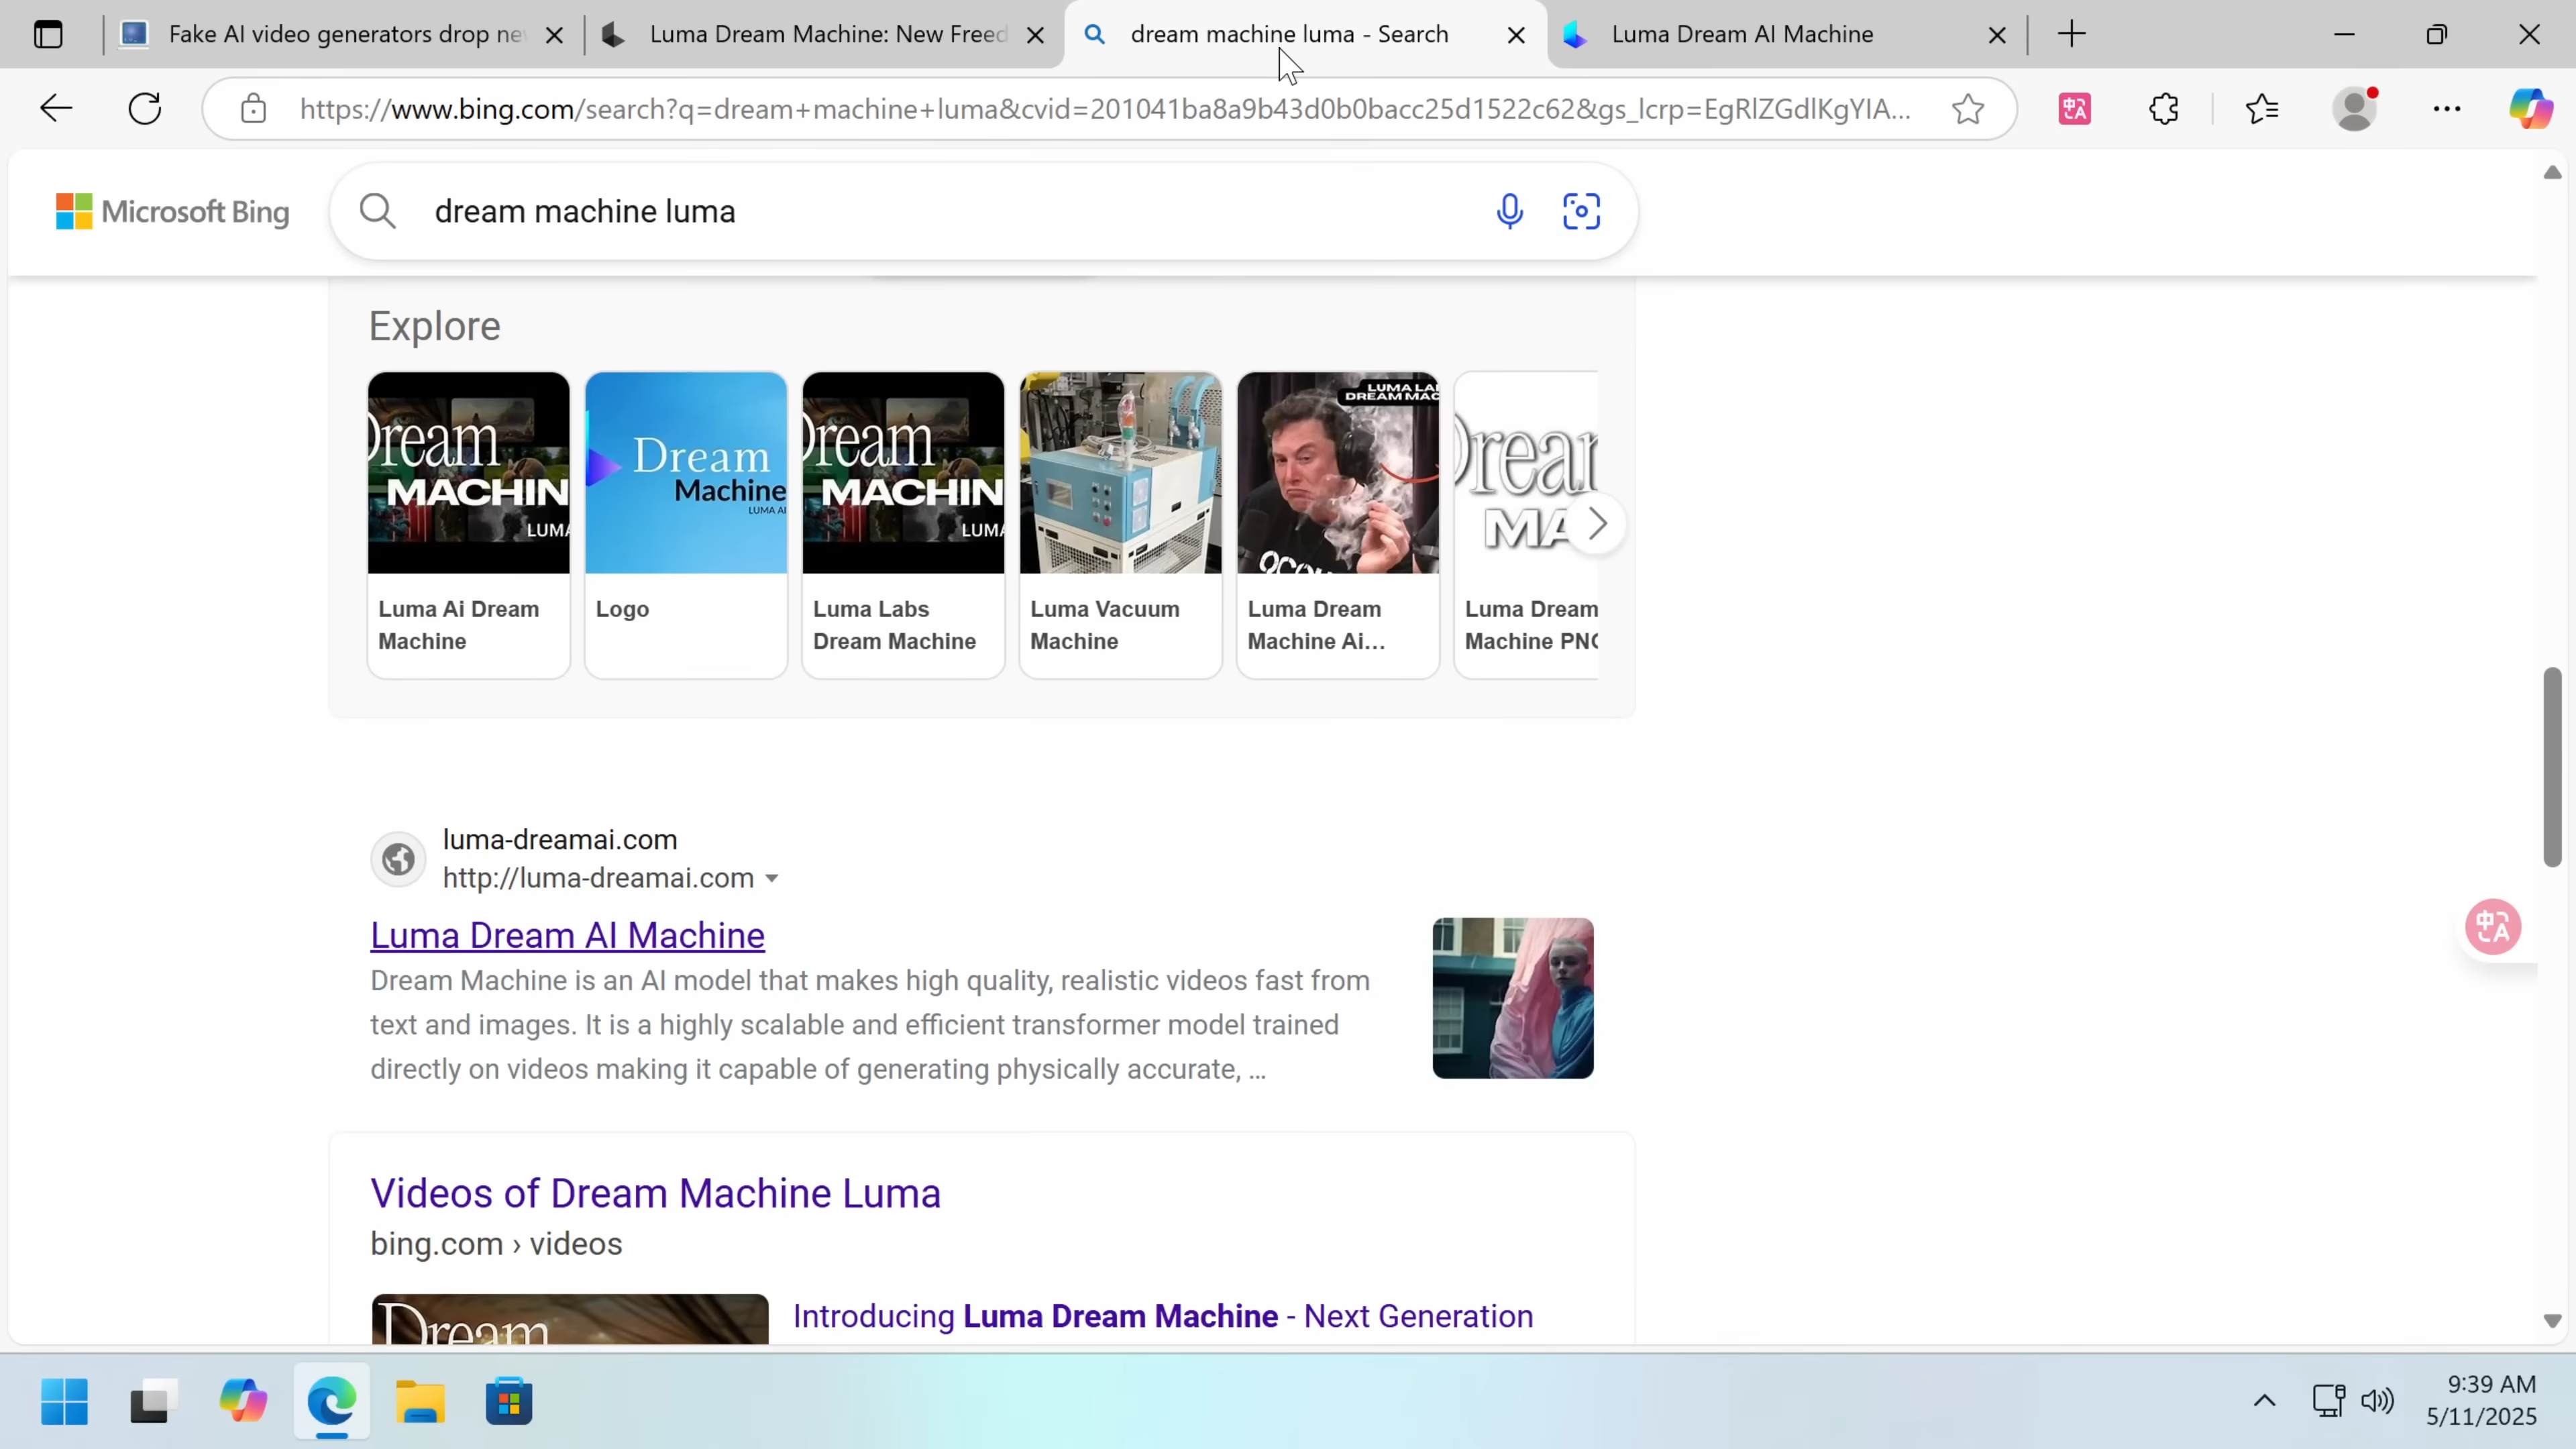 Fake AI video generators drop ne
Luma Dream Machine: New Freed
dream machine luma - Search
Luma Dream AI Machine
https://www.bing.com/search?q=dream+machine+luma&cvid=201041ba8a9b43d0b0bacc25d1522c62&gs_lcrp=EgRlZGdlKgYIA...
Microsoft Bing
dream machine luma
Explore
Dream
MACHIN
LUMA
Dream
Machine
LUMA AI
Dream
MACHIN
LUMA
LUMA LA
DREAM MAC
Drear
MA
Luma Ai Dream
Machine
Logo
Luma Labs
Dream Machine
Luma Vacuum
Machine
Luma Dream
Machine Ai...
Luma Dream
Machine PNG
luma-dreamai.com
http://luma-dreamai.com
Luma Dream AI Machine
Dream Machine is an AI model that makes high quality, realistic videos fast from
text and images. It is a highly scalable and efficient transformer model trained
directly on videos making it capable of generating physically accurate, ...
Videos of Dream Machine Luma
bing.com › videos
Dream
Introducing Luma Dream Machine - Next Generation
9:39 AM
5/11/2025